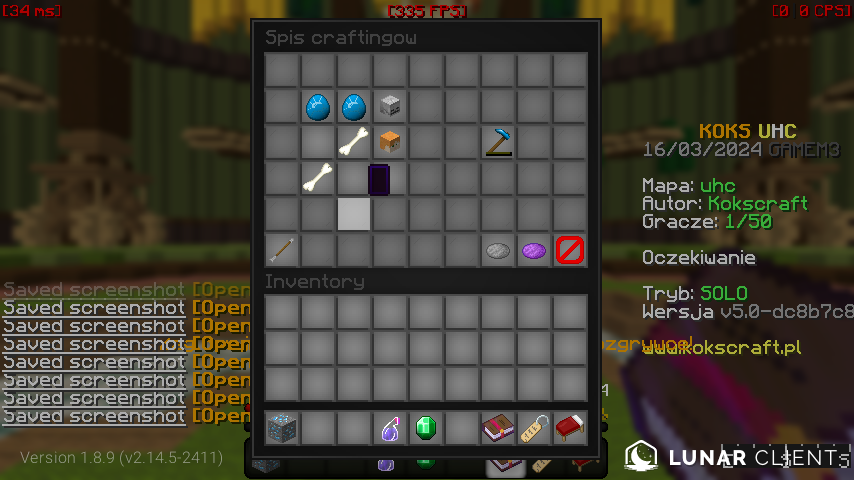 [34 ms]
[335 FPS]
[0 0 CPS]
Spis craftingow
KOKS UHC
16/03/2024 GAMEM3
Mapa: uhc
Autor: Kokscraft
Gracze: 1/50
Oczekiwanie
Tryb: SOLO
Wersja v5.0-dc8b7c8
www.kokscraft.pl
Inventory
Saved screenshot [Open
Saved screenshot [Open
Saved screenshot [Open
Saved screenshot [Open
Saved screenshot [Open
Saved screenshot [Open
Saved screenshot [Open
Saved screenshot [Open
Version 1.8.9 (v2.14.5-2411)
LUNAR CLIENT